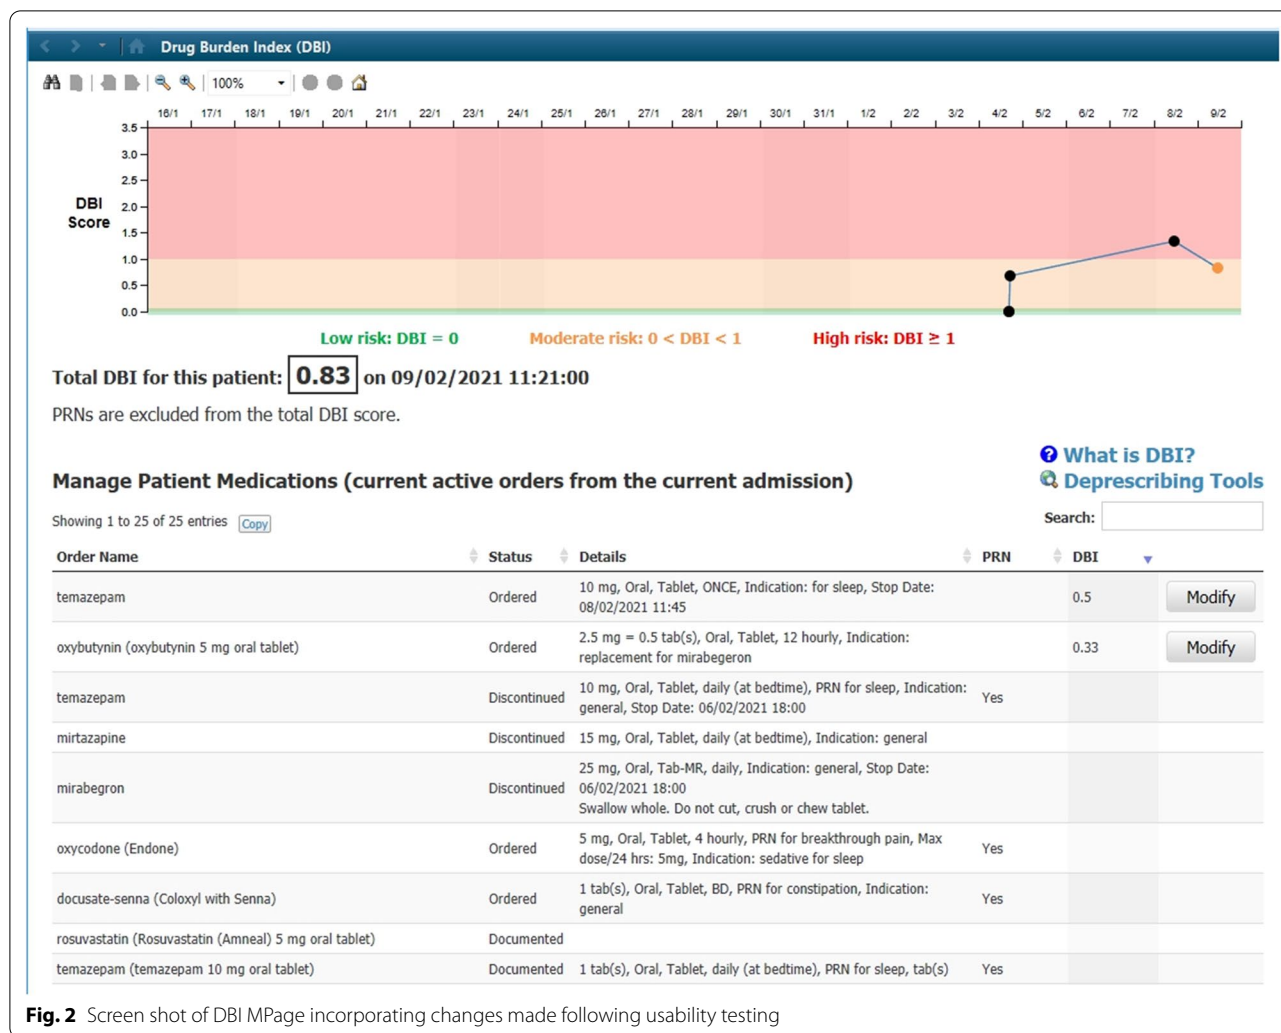 Drug Burden Index (DBI)
100%
16/1 17/1 18/1 19/1 20/1 21/1 22/1 23/1 24/1 25/1 26/1 27/1 28/1 29/1 30/1 31/1 1/2 2/2 3/2 4/2 5/2 6/2 7/2 8/2 9/2
3.5
3.0
2.5
DBI
2.0
Score
1.5
1.0
0.5
0.0
Low risk: DBI = 0 Moderate risk: 0 < DBI < 1 High risk: DBI ≥ 1
Total DBI for this patient: 0.83 on 09/02/2021 11:21:00
PRNs are excluded from the total DBI score.
What is DBI?
Manage Patient Medications (current active orders from the current admission) Deprescribing Tools
Showing 1 to 25 of 25 entries Copy Search:
Order Name Status Details PRN DBI
temazepam Ordered 10 mg, Oral, Tablet, ONCE, Indication: for sleep, Stop Date: 0.5 Modify
08/02/2021 11:45
oxybutynin (oxybutynin 5 mg oral tablet) Ordered 2.5 mg = 0.5 tab(s), Oral, Tablet, 12 hourly, Indication: 0.33 Modify
replacement for mirabegeron
temazepam Discontinued 10 mg, Oral, Tablet, daily (at bedtime), PRN for sleep, Indication: Yes
general, Stop Date: 06/02/2021 18:00
mirtazapine Discontinued 15 mg, Oral, Tablet, daily (at bedtime), Indication: general
25 mg, Oral, Tab-MR, daily, Indication: general, Stop Date:
mirabegron Discontinued 06/02/2021 18:00
Swallow whole. Do not cut, crush or chew tablet.
oxycodone (Endone) Ordered 5 mg, Oral, Tablet, 4 hourly, PRN for breakthrough pain, Max Yes
dose/24 hrs: 5mg, Indication: sedative for sleep
docusate-senna (Coloxyl with Senna) Ordered 1 tab(s), Oral, Tablet, BD, PRN for constipation, Indication: Yes
general
rosuvastatin (Rosuvastatin (Amneal) 5 mg oral tablet) Documented
temazepam (temazepam 10 mg oral tablet) Documented 1 tab(s), Oral, Tablet, daily (at bedtime), PRN for sleep, tab(s) Yes
Fig. 2 Screen shot of DBI MPage incorporating changes made following usability testing